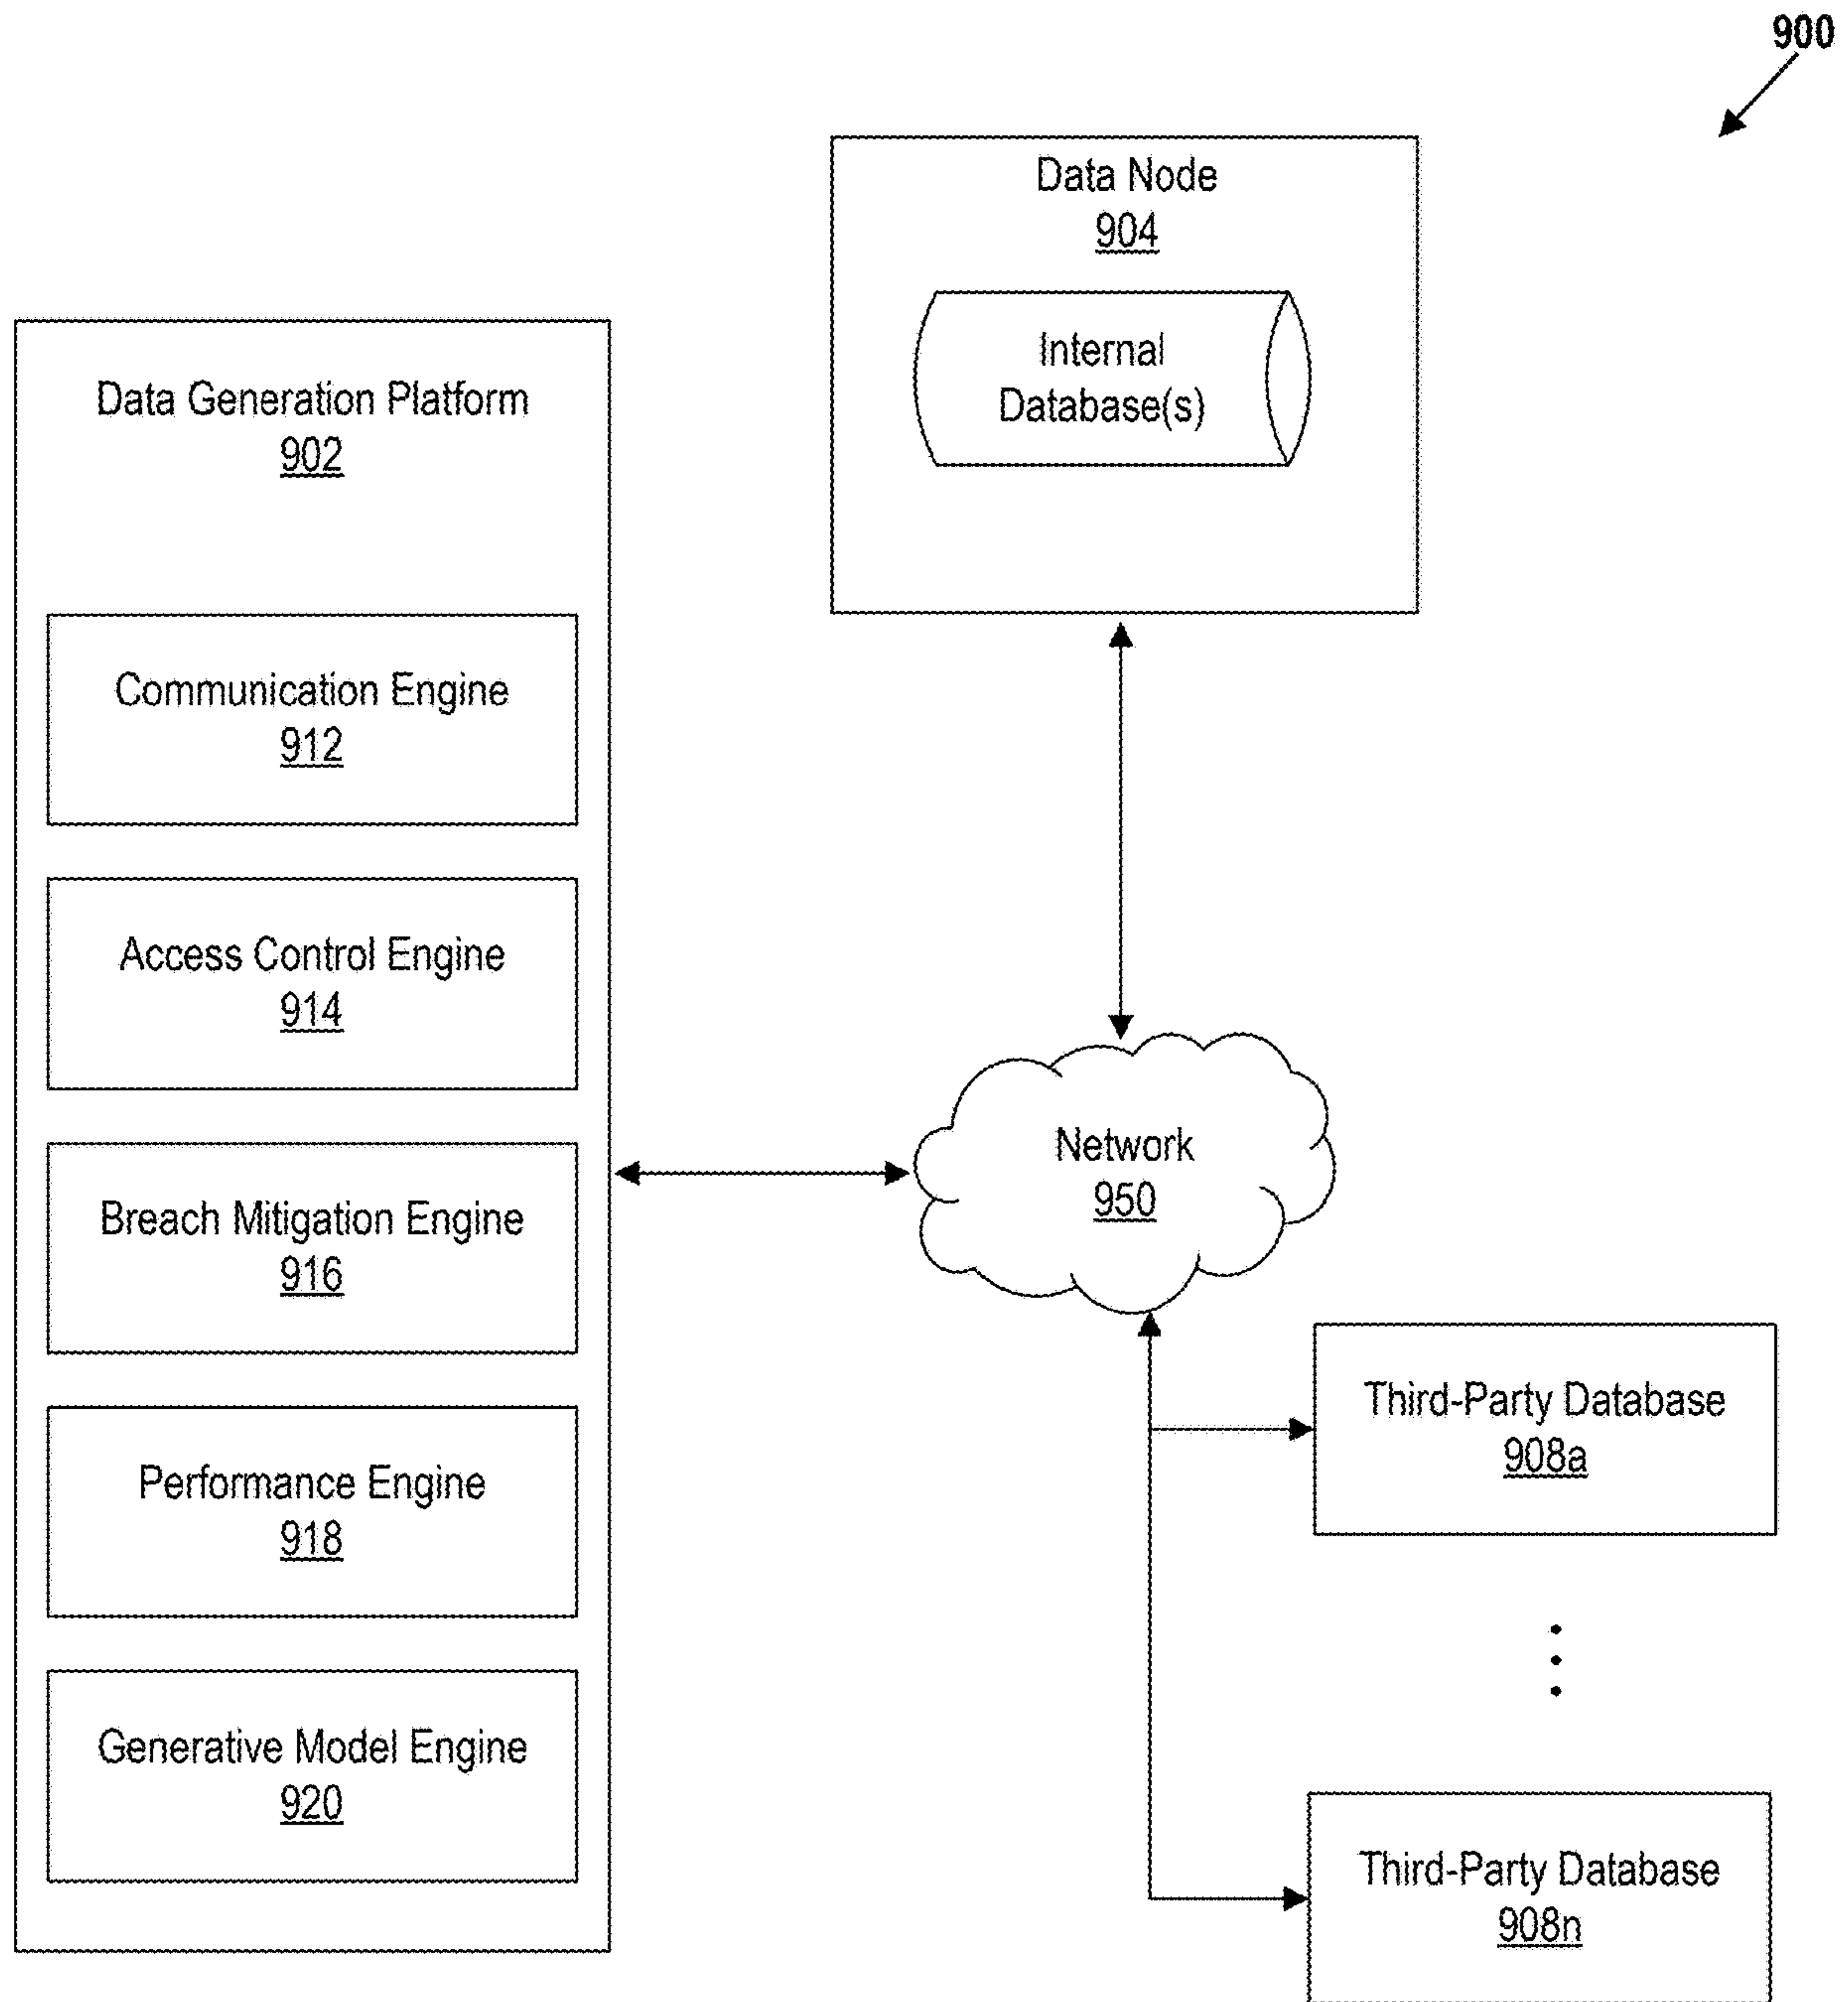 900
Data Node
904
Internal
Database(s)
Data Generation Platform
902
Communication Engine
912
Access Control Engine
914
Breach Mitigation Engine
916
Performance Engine
918
Generative Model Engine
920
Network
950
Third-Party Database
908a
Third-Party Database
908n